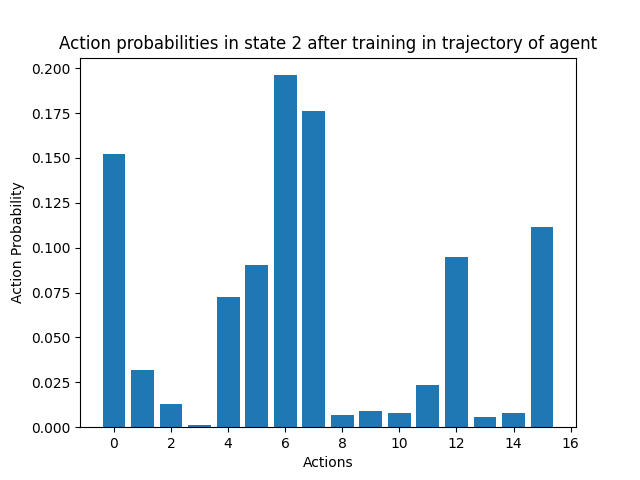 Action probabilities in state 2 after training in trajectory of agent
0.200
0.175
0.150
0.125
0.100
0.075
0.050
0.025
0.000
Action Probability
0 2 4 6 8 10 12 14 16
Actions